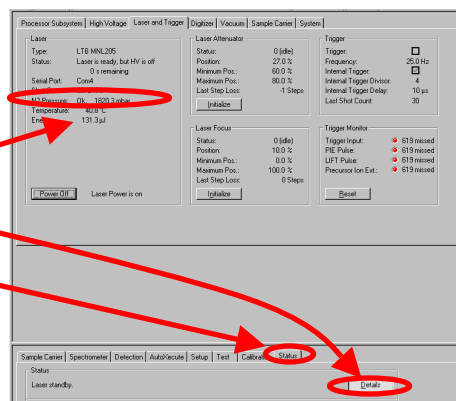 Processor Subsystem High Voltage Laser and Trigger Digitizer Vacuum Sample Carrier System
Laser
Type: LTB MNL205
Status: Laser is ready, but HV is off
0 s remaining
Serial Port: Com4
N2 Pressure: Ok, 1820.3 mbar
Temperature: 40.8°C
131.3 µJ
Power Off Laser Power is on
Laser Attenuator
Status: 0 (idle)
Position: 27.0 %
Minimum Pos.: 60.0 %
Maximum Pos.: 80.0 %
Last Step Loss: -1 Steps
Initialize
Laser Focus
Status: 0 (idle)
Position: 10.0 %
Minimum Pos.: 0.0 %
Maximum Pos.: 100.0 %
Last Step Loss: 0 Steps
Initialize
Trigger
Trigger:
Frequency: 25.0 Hz
Internal Trigger:
Internal Trigger Divisor: 4
Internal Trigger Delay: 10 µs
Last Shot Count: 30
Trigger Monitor
Trigger Input: 619 missed
PIE Pulse: 619 missed
LIFT Pulse: 619 missed
Precursor Ion Ext.: 619 missed
Reset
Sample Carrier Spectrometer Detection AutoXecute Setup Test Status
Status
Laser standby.
Details